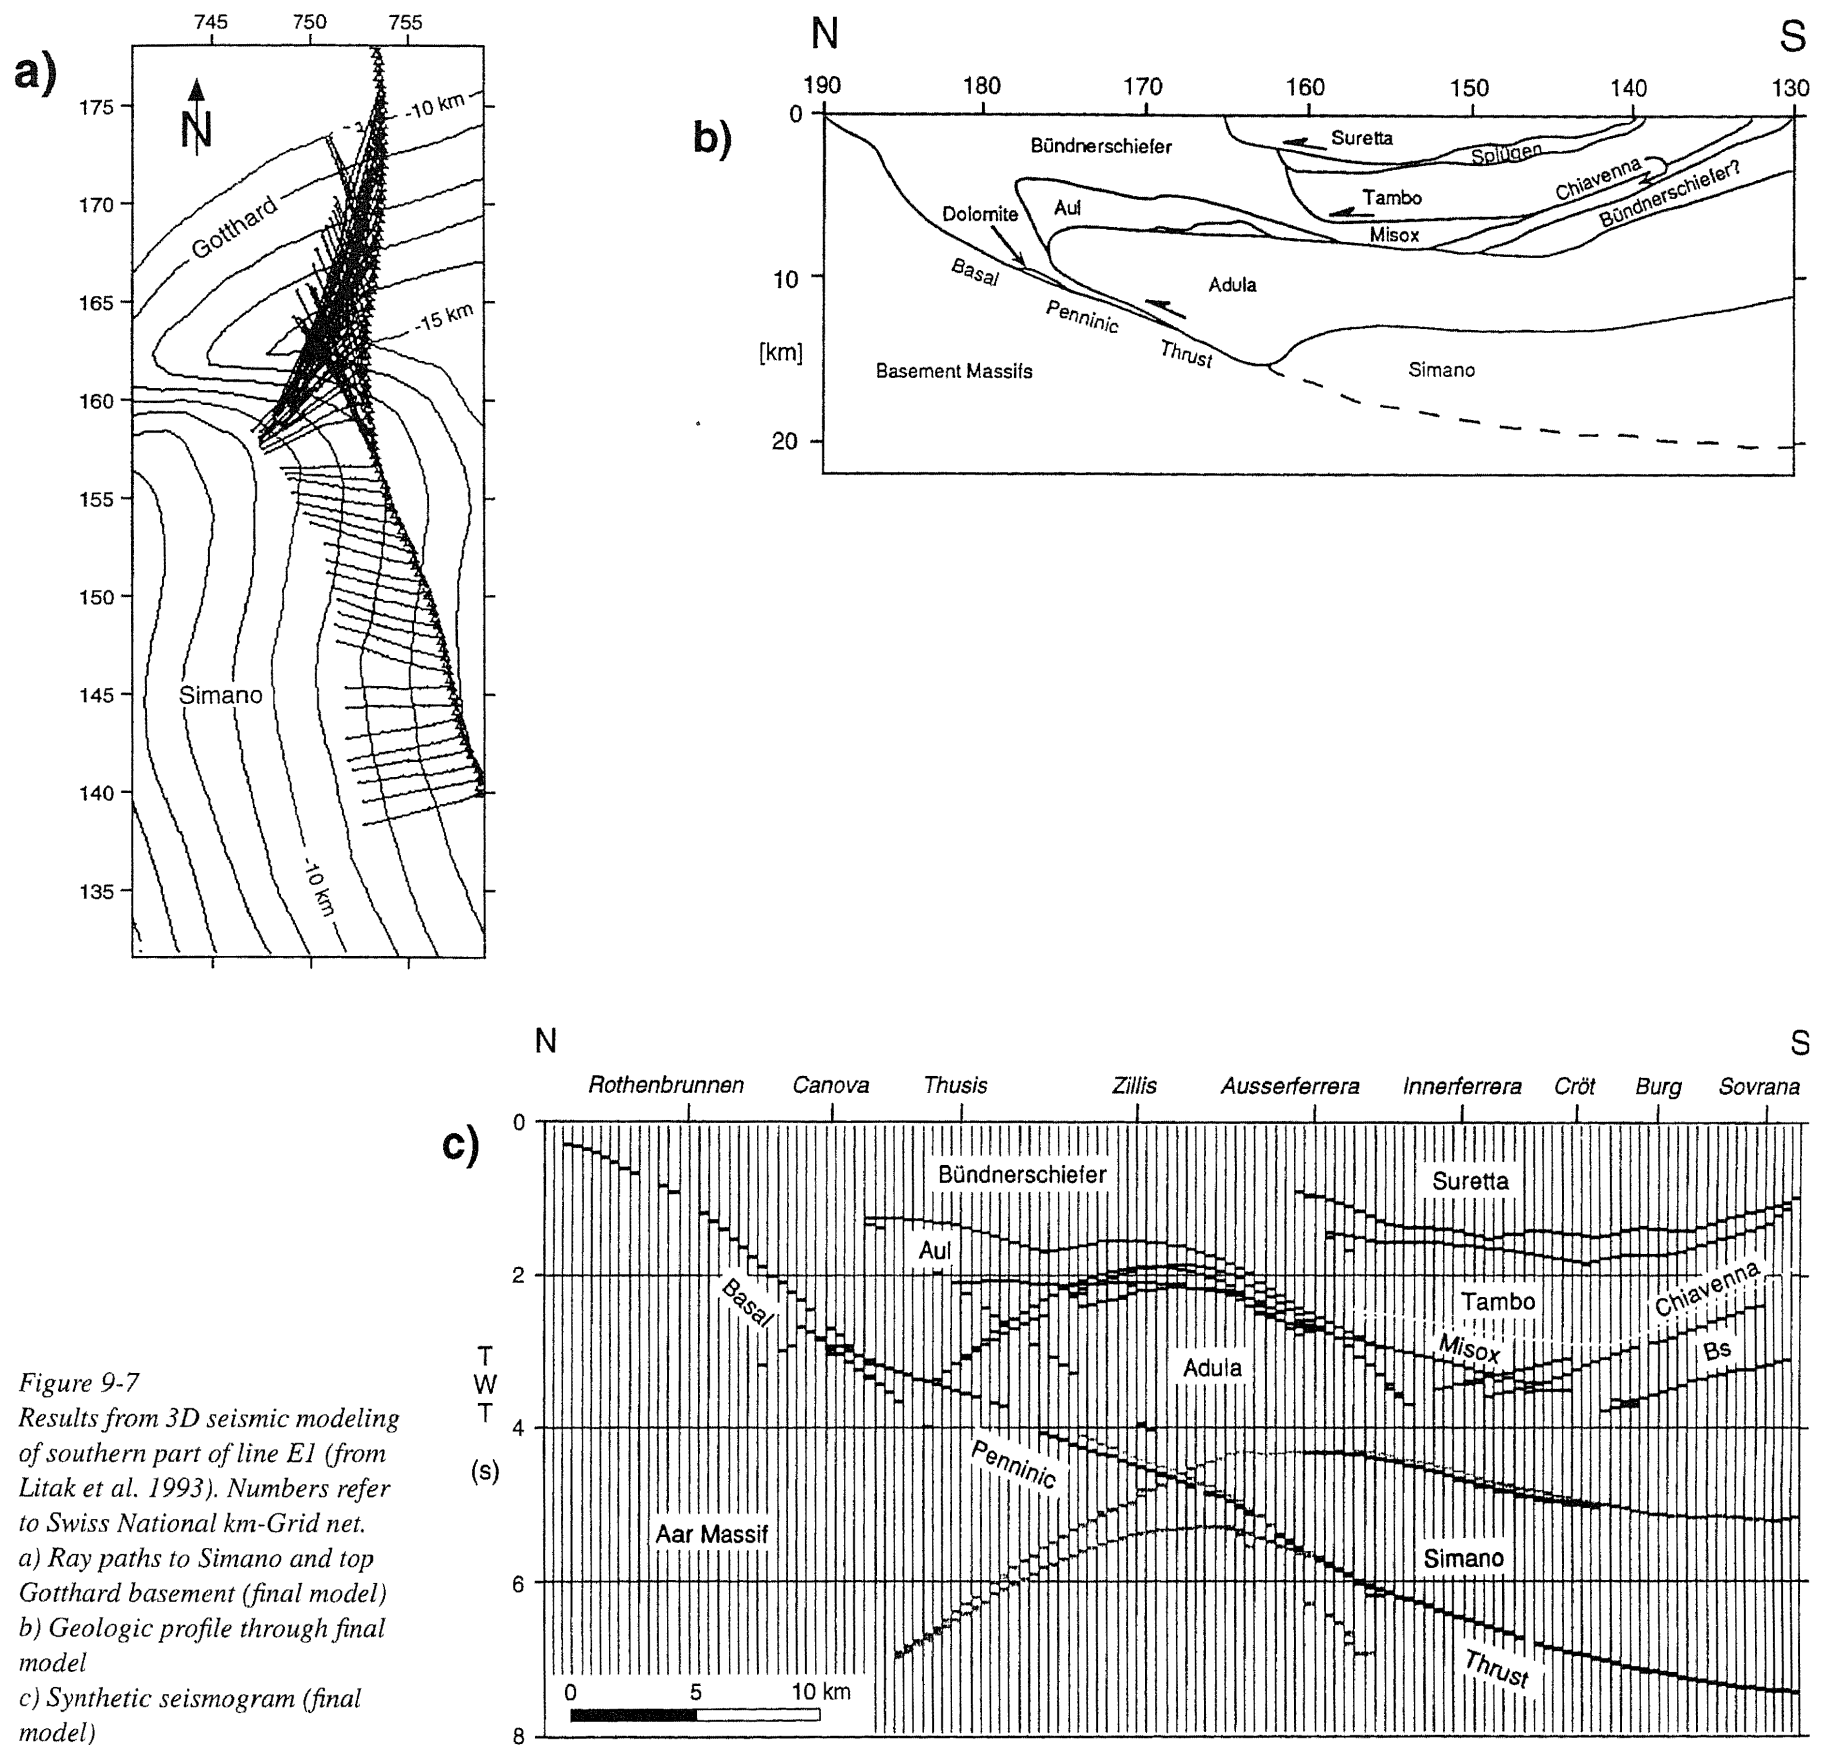 a)
745 750 755
N
175
170
165
160
155
150
145
140
135
-10 km
Gotthard
-15 km
Simano
-10 km
b)
N S
190 180 170 160 150 140 130
0
10
[km]
20
Bündnerschiefer
Suretta
Splügen
Tambo
Chiavenna
Bündnerschiefer?
Aul
Misox
Dolomite
Adula
Basal
Penninic
Thrust
Basement Massifs
Simano
c)
N S
Rothenbrunnen Canova Thusis Zillis Ausserferrera Innerferrera Cröt Burg Sovrana
0
2
4
6
8
T
W
T
(s)
Bündnerschiefer
Suretta
Aul
Basal
Tambo
Chiavenna
Misox
Bs
Adula
Penninic
Aar Massif
Simano
Thrust
0 5 10 km
Figure 9-7
Results from 3D seismic modeling
of southern part of line E1 (from
Litak et al. 1993). Numbers refer
to Swiss National km-Grid net.
a) Ray paths to Simano and top
Gotthard basement (final model)
b) Geologic profile through final
model
c) Synthetic seismogram (final
model)